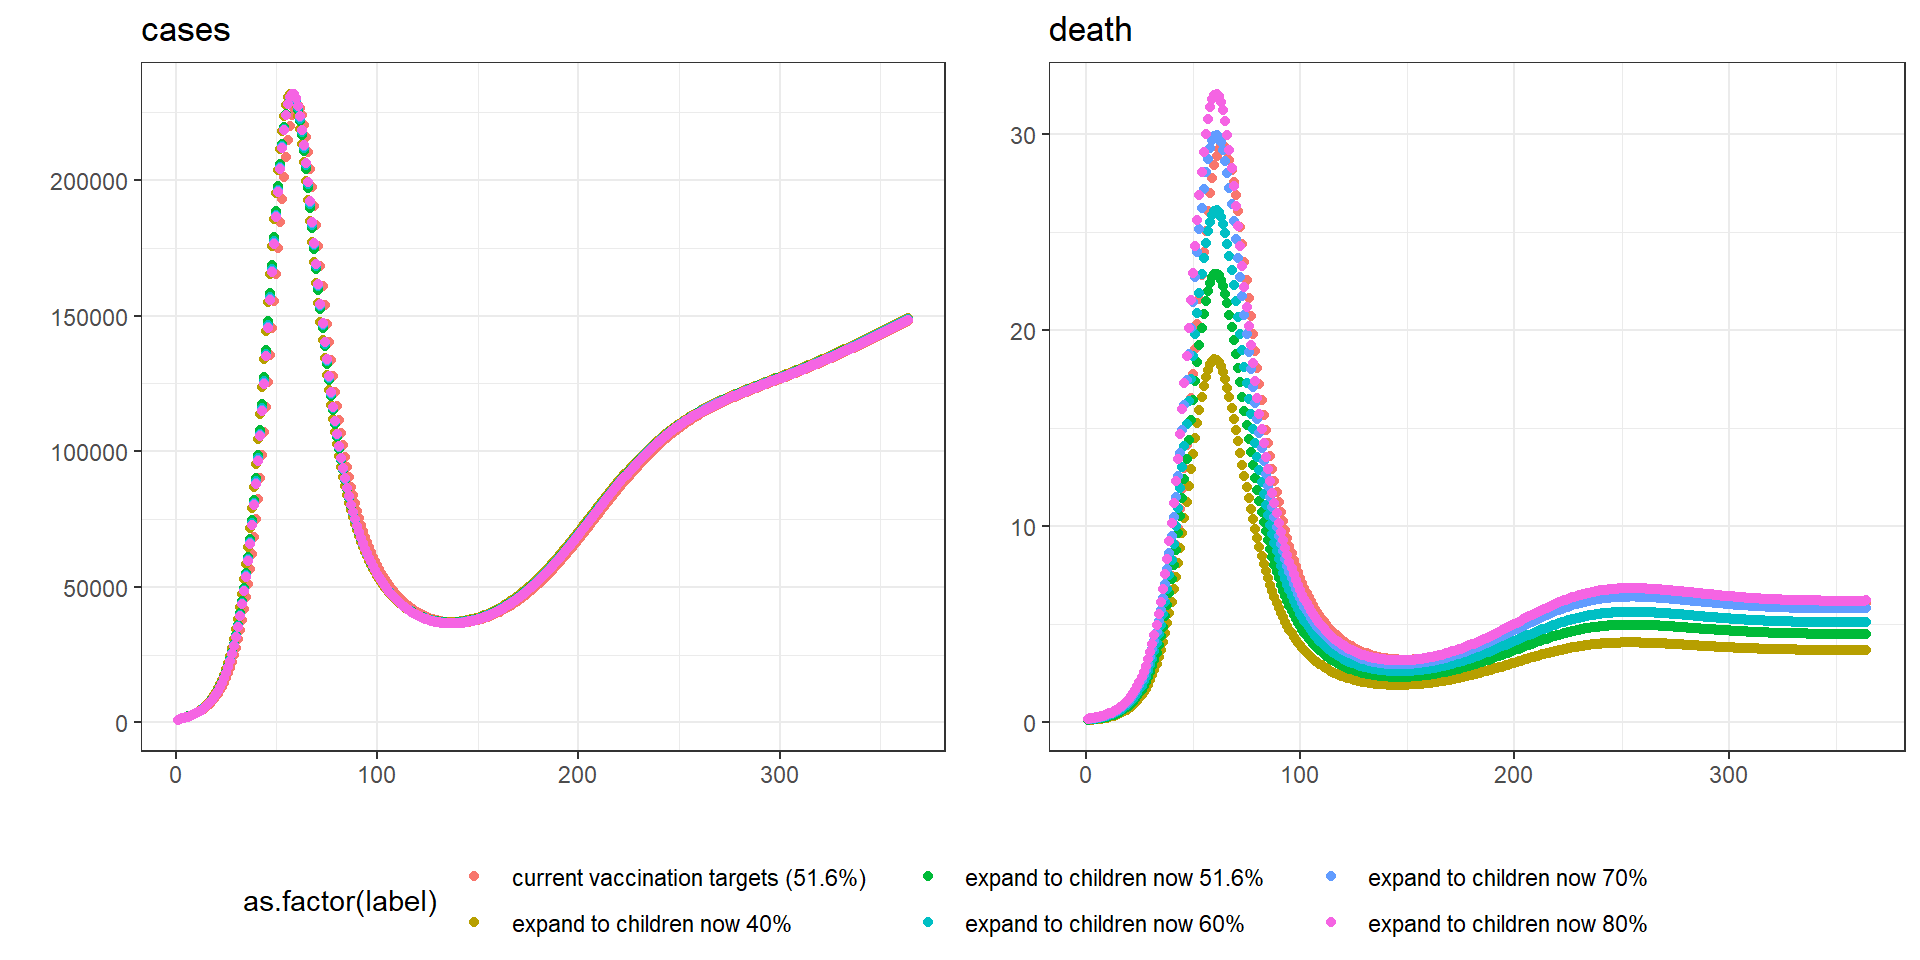 cases
200000
150000
100000
50000
0
0 100 200 300
death
30
20
10
0
0 100 200 300
as.factor(label)
current vaccination targets (51.6%)
expand to children now 40%
expand to children now 51.6%
expand to children now 60%
expand to children now 70%
expand to children now 80%